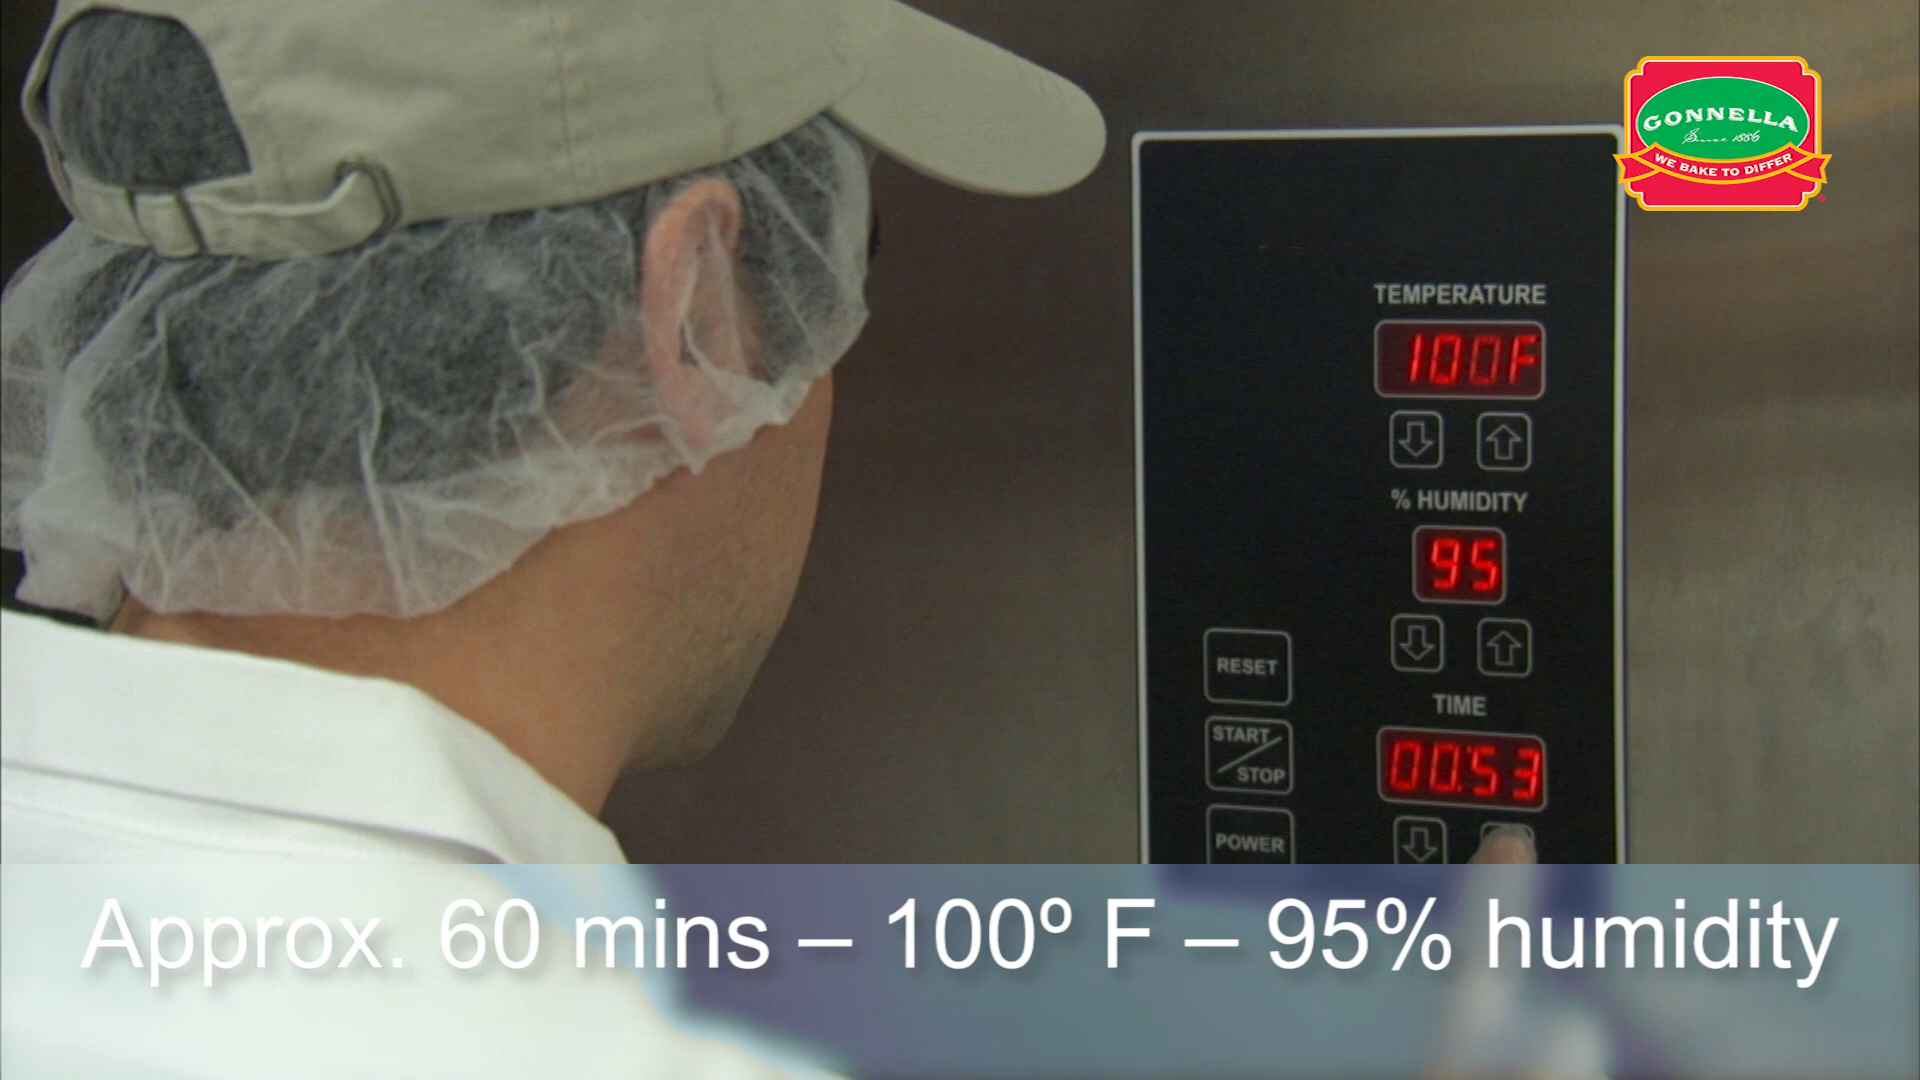 GONNELLA
Since 1886
WE BAKE TO DIFFER
TEMPERATURE
100F
% HUMIDITY
95
RESET
TIME
START
STOP
00:53
POWER
Approx. 60 mins – 100º F – 95% humidity